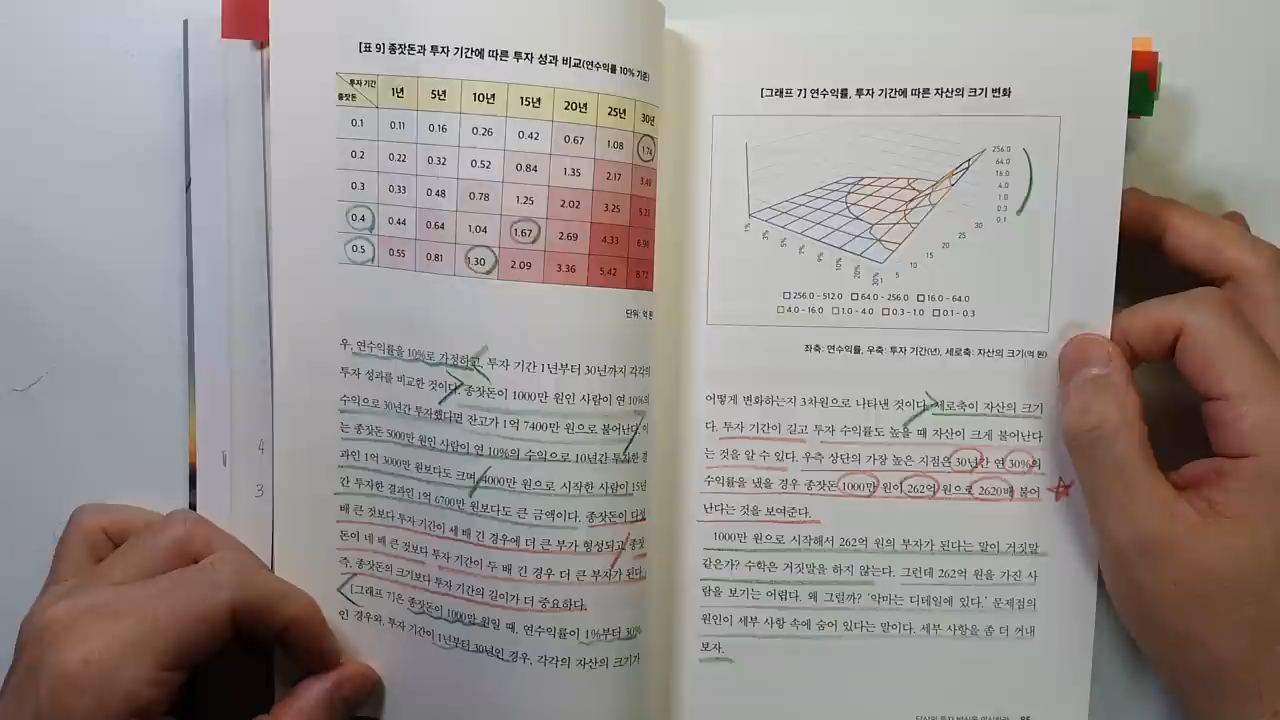 [표 9] 종잣돈과 투자 기간에 따른 투자 성과 비교(연수익률 10% 기준)
투자 기간
종잣돈
1년 5년 10년 15년 20년 25년 30년
0.1 0.11 0.16 0.26 0.42 0.67 1.08 1.74
0.2 0.22 0.32 0.52 0.84 1.35 2.17 3.49
0.3 0.33 0.48 0.78 1.25 2.02 3.25 5.23
0.4 0.44 0.64 1.04 1.67 2.69 4.33 6.98
0.5 0.55 0.81 1.30 2.09 3.36 5.42 8.72
단위: 억 원
우, 연수익률을 10%로 가정하고, 투자 기간 1년부터 30년까지 각각의
투자 성과를 비교한 것이다. 종잣돈이 1000만 원인 사람이 연 10%의
수익으로 30년간 투자했다면 잔고가 1억 7400만 원으로 불어난다. 이
는 종잣돈 5000만 원인 사람이 연 10%의 수익으로 10년간 투자한 결
과인 1억 3000만 원보다도 크며, 4000만 원으로 시작한 사람이 15년
간 투자한 결과인 1억 6700만 원보다도 큰 금액이다. 종잣돈이 다섯
배 큰 것보다 투자 기간이 세 배 긴 경우에 더 큰 부가 형성되고, 종잣
돈이 네 배 큰 것보다 투자 기간이 두 배 긴 경우 더 큰 부자가 된다.
즉, 종잣돈의 크기보다 투자 기간의 길이가 더 중요하다.
[그래프 7]은 종잣돈이 1000만 원일 때, 연수익률이 1%부터 30%
인 경우와, 투자 기간이 1년부터 30년인 경우, 각각의 자산의 크기가
4
3
[그래프 7] 연수익률, 투자 기간에 따른 자산의 크기 변화
256.0
64.0
16.0
4.0
1.0
0.3
0.1
1% 3% 5% 7% 9% 10% 20% 30%
5 10 15 20 25 30
256.0 - 512.0 64.0 - 256.0 16.0 - 64.0
4.0 - 16.0 1.0 - 4.0 0.3 - 1.0 0.1 - 0.3
좌축: 연수익률, 우축: 투자 기간(년), 세로축: 자산의 크기(억 원)
어떻게 변화하는지 3차원으로 나타낸 것이다. 세로축이 자산의 크기
다. 투자 기간이 길고 투자 수익률도 높을 때 자산이 크게 불어난다
는 것을 알 수 있다. 우측 상단의 가장 높은 지점은 30년간 연 30%의
수익률을 냈을 경우 종잣돈 1000만 원이 262억 원으로 2620배 불어
난다는 것을 보여준다.
1000만 원으로 시작해서 262억 원의 부자가 된다는 말이 거짓말
같은가? 수학은 거짓말을 하지 않는다. 그런데 262억 원을 가진 사
람을 보기는 어렵다. 왜 그럴까? '악마는 디테일에 있다.' 문제점의
원인이 세부 사항 속에 숨어 있다는 말이다. 세부 사항을 좀 더 꺼내
보자.
85